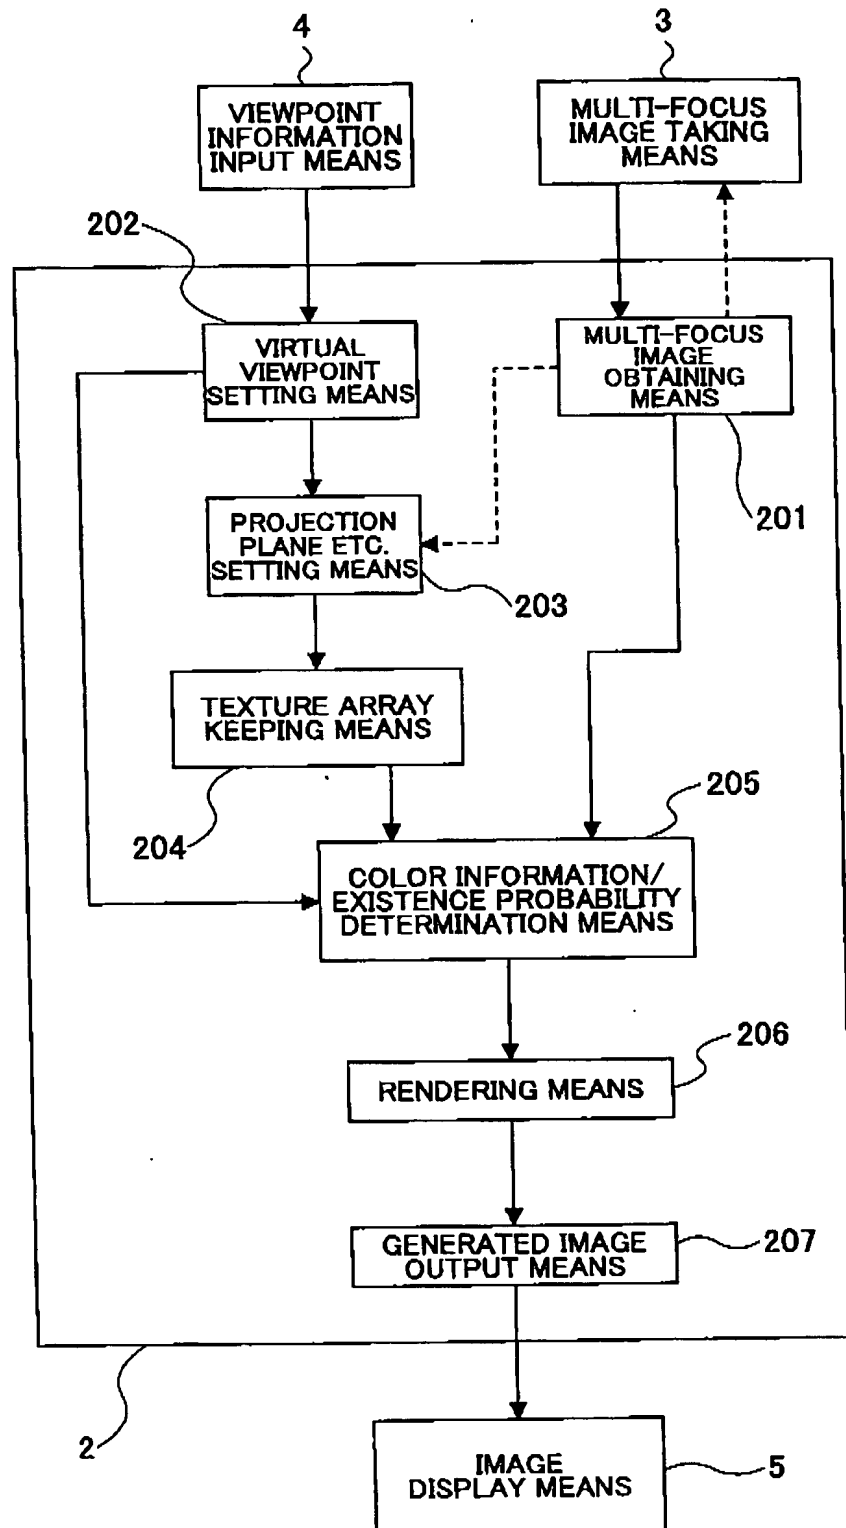 4
3
VIEWPOINT
INFORMATION
INPUT MEANS
MULTI-FOCUS
IMAGE TAKING
MEANS
202
VIRTUAL
VIEWPOINT
SETTING MEANS
MULTI-FOCUS
IMAGE
OBTAINING
MEANS
201
PROJECTION
PLANE ETC.
SETTING MEANS
203
TEXTURE ARRAY
KEEPING MEANS
204
205
COLOR INFORMATION/
EXISTENCE PROBABILITY
DETERMINATION MEANS
206
RENDERING MEANS
207
GENERATED IMAGE
OUTPUT MEANS
2
IMAGE
DISPLAY MEANS
5